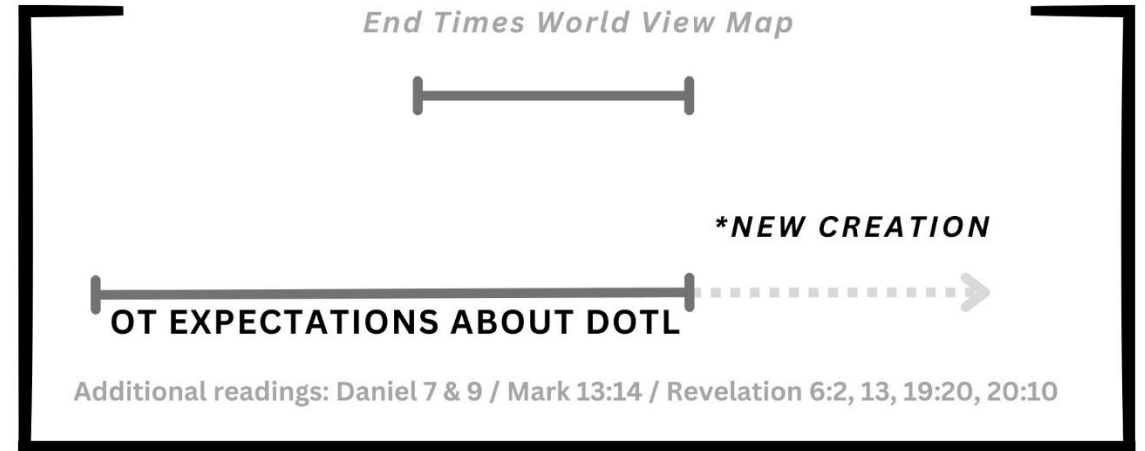 End Times World View Map
*NEW CREATION
OT EXPECTATIONS ABOUT DOTL
Additional readings: Daniel 7 & 9 / Mark 13:14 / Revelation 6:2, 13, 19:20, 20:10